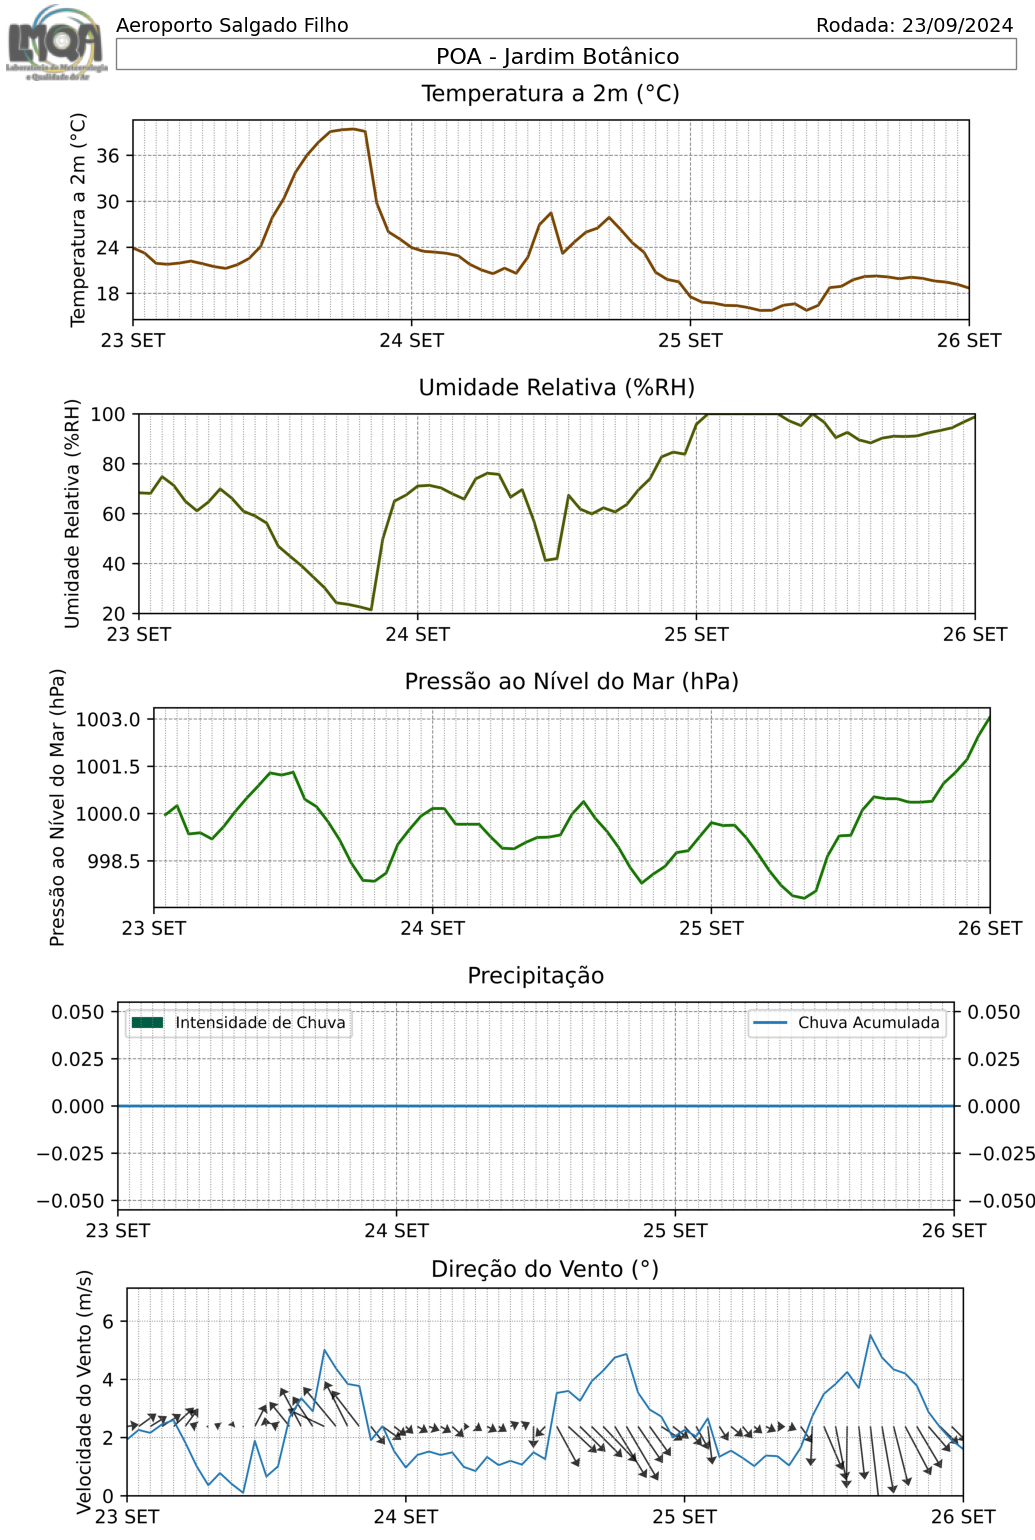 LMQA
Laboratório de Meteorologia
e Qualidade do Ar
Aeroporto Salgado Filho
Rodada: 23/09/2024
POA - Jardim Botânico
Temperatura a 2m (°C)
Temperatura a 2m (°C)
36
30
24
18
23 SET 24 SET 25 SET 26 SET
Umidade Relativa (%RH)
Umidade Relativa (%RH)
100
80
60
40
20
23 SET 24 SET 25 SET 26 SET
Pressão ao Nível do Mar (hPa)
Pressão ao Nível do Mar (hPa)
1003.0
1001.5
1000.0
998.5
23 SET 24 SET 25 SET 26 SET
Precipitação
Intensidade de Chuva
Chuva Acumulada
0.050 0.050
0.025 0.025
0.000 0.000
−0.025 −0.025
−0.050 −0.050
23 SET 24 SET 25 SET 26 SET
Direção do Vento (°)
Velocidade do Vento (m/s)
6
4
2
0
23 SET 24 SET 25 SET 26 SET